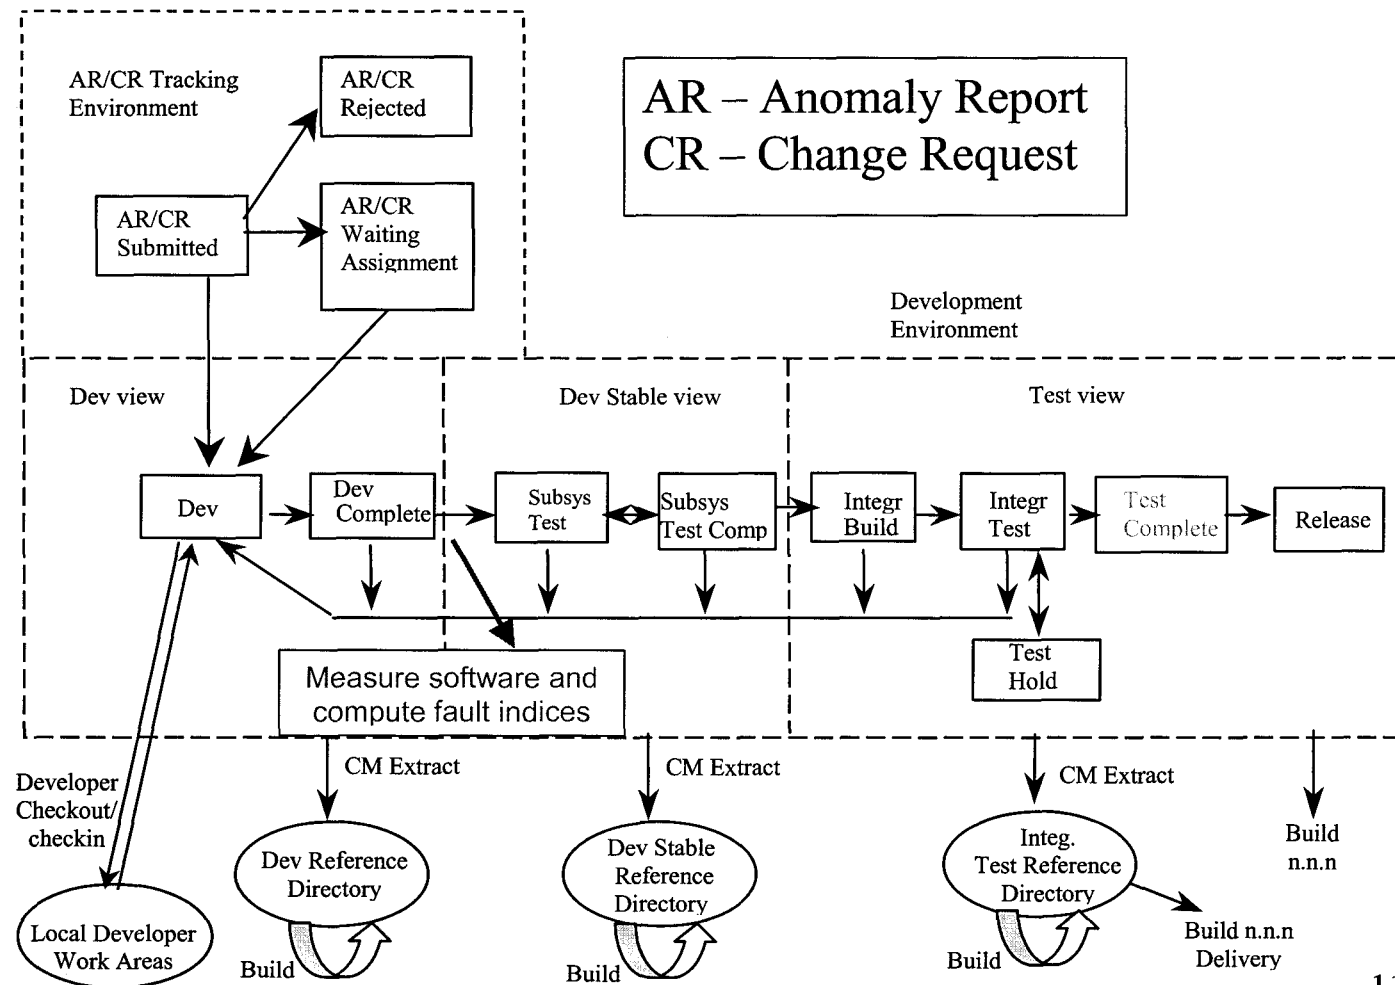 AR/CR Tracking
Environment
AR/CR
Rejected
AR – Anomaly Report
CR – Change Request
AR/CR
Submitted
AR/CR
Waiting
Assignment
Development
Environment
Dev view
Dev Stable view
Test view
Dev
Dev
Complete
Subsys
Test
Subsys
Test Comp
Integr
Build
Integr
Test
Test
Complete
Release
Test
Hold
Measure software and
compute fault indices
Developer
Checkout/
checkin
CM Extract
CM Extract
CM Extract
Build
n.n.n
Dev Reference
Directory
Dev Stable
Reference
Directory
Integ.
Test Reference
Directory
Local Developer
Work Areas
Build
Build
Build
Build n.n.n
Delivery